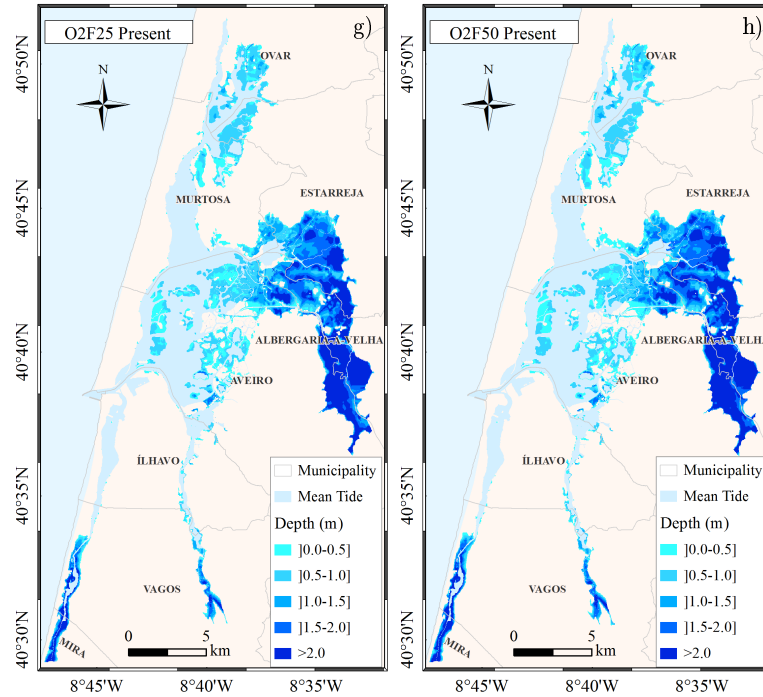 O2F25 Present
g)
N
OVAR
MURTOSA
ESTARREJA
ALBERGARIA-A-VELHA
AVEIRO
ÍLHAVO
VAGOS
MIRA
40°50'N
40°45'N
40°40'N
40°35'N
40°30'N
Municipality
Mean Tide
Depth (m)
]0.0-0.5]
]0.5-1.0]
]1.0-1.5]
]1.5-2.0]
>2.0
0 5
km
8°45'W 8°40'W 8°35'W
O2F50 Present
h)
N
OVAR
MURTOSA
ESTARREJA
ALBERGARIA-A-VELHA
AVEIRO
ÍLHAVO
VAGOS
MIRA
40°50'N
40°45'N
40°40'N
40°35'N
40°30'N
Municipality
Mean Tide
Depth (m)
]0.0-0.5]
]0.5-1.0]
]1.0-1.5]
]1.5-2.0]
>2.0
0 5
km
8°45'W 8°40'W 8°35'W